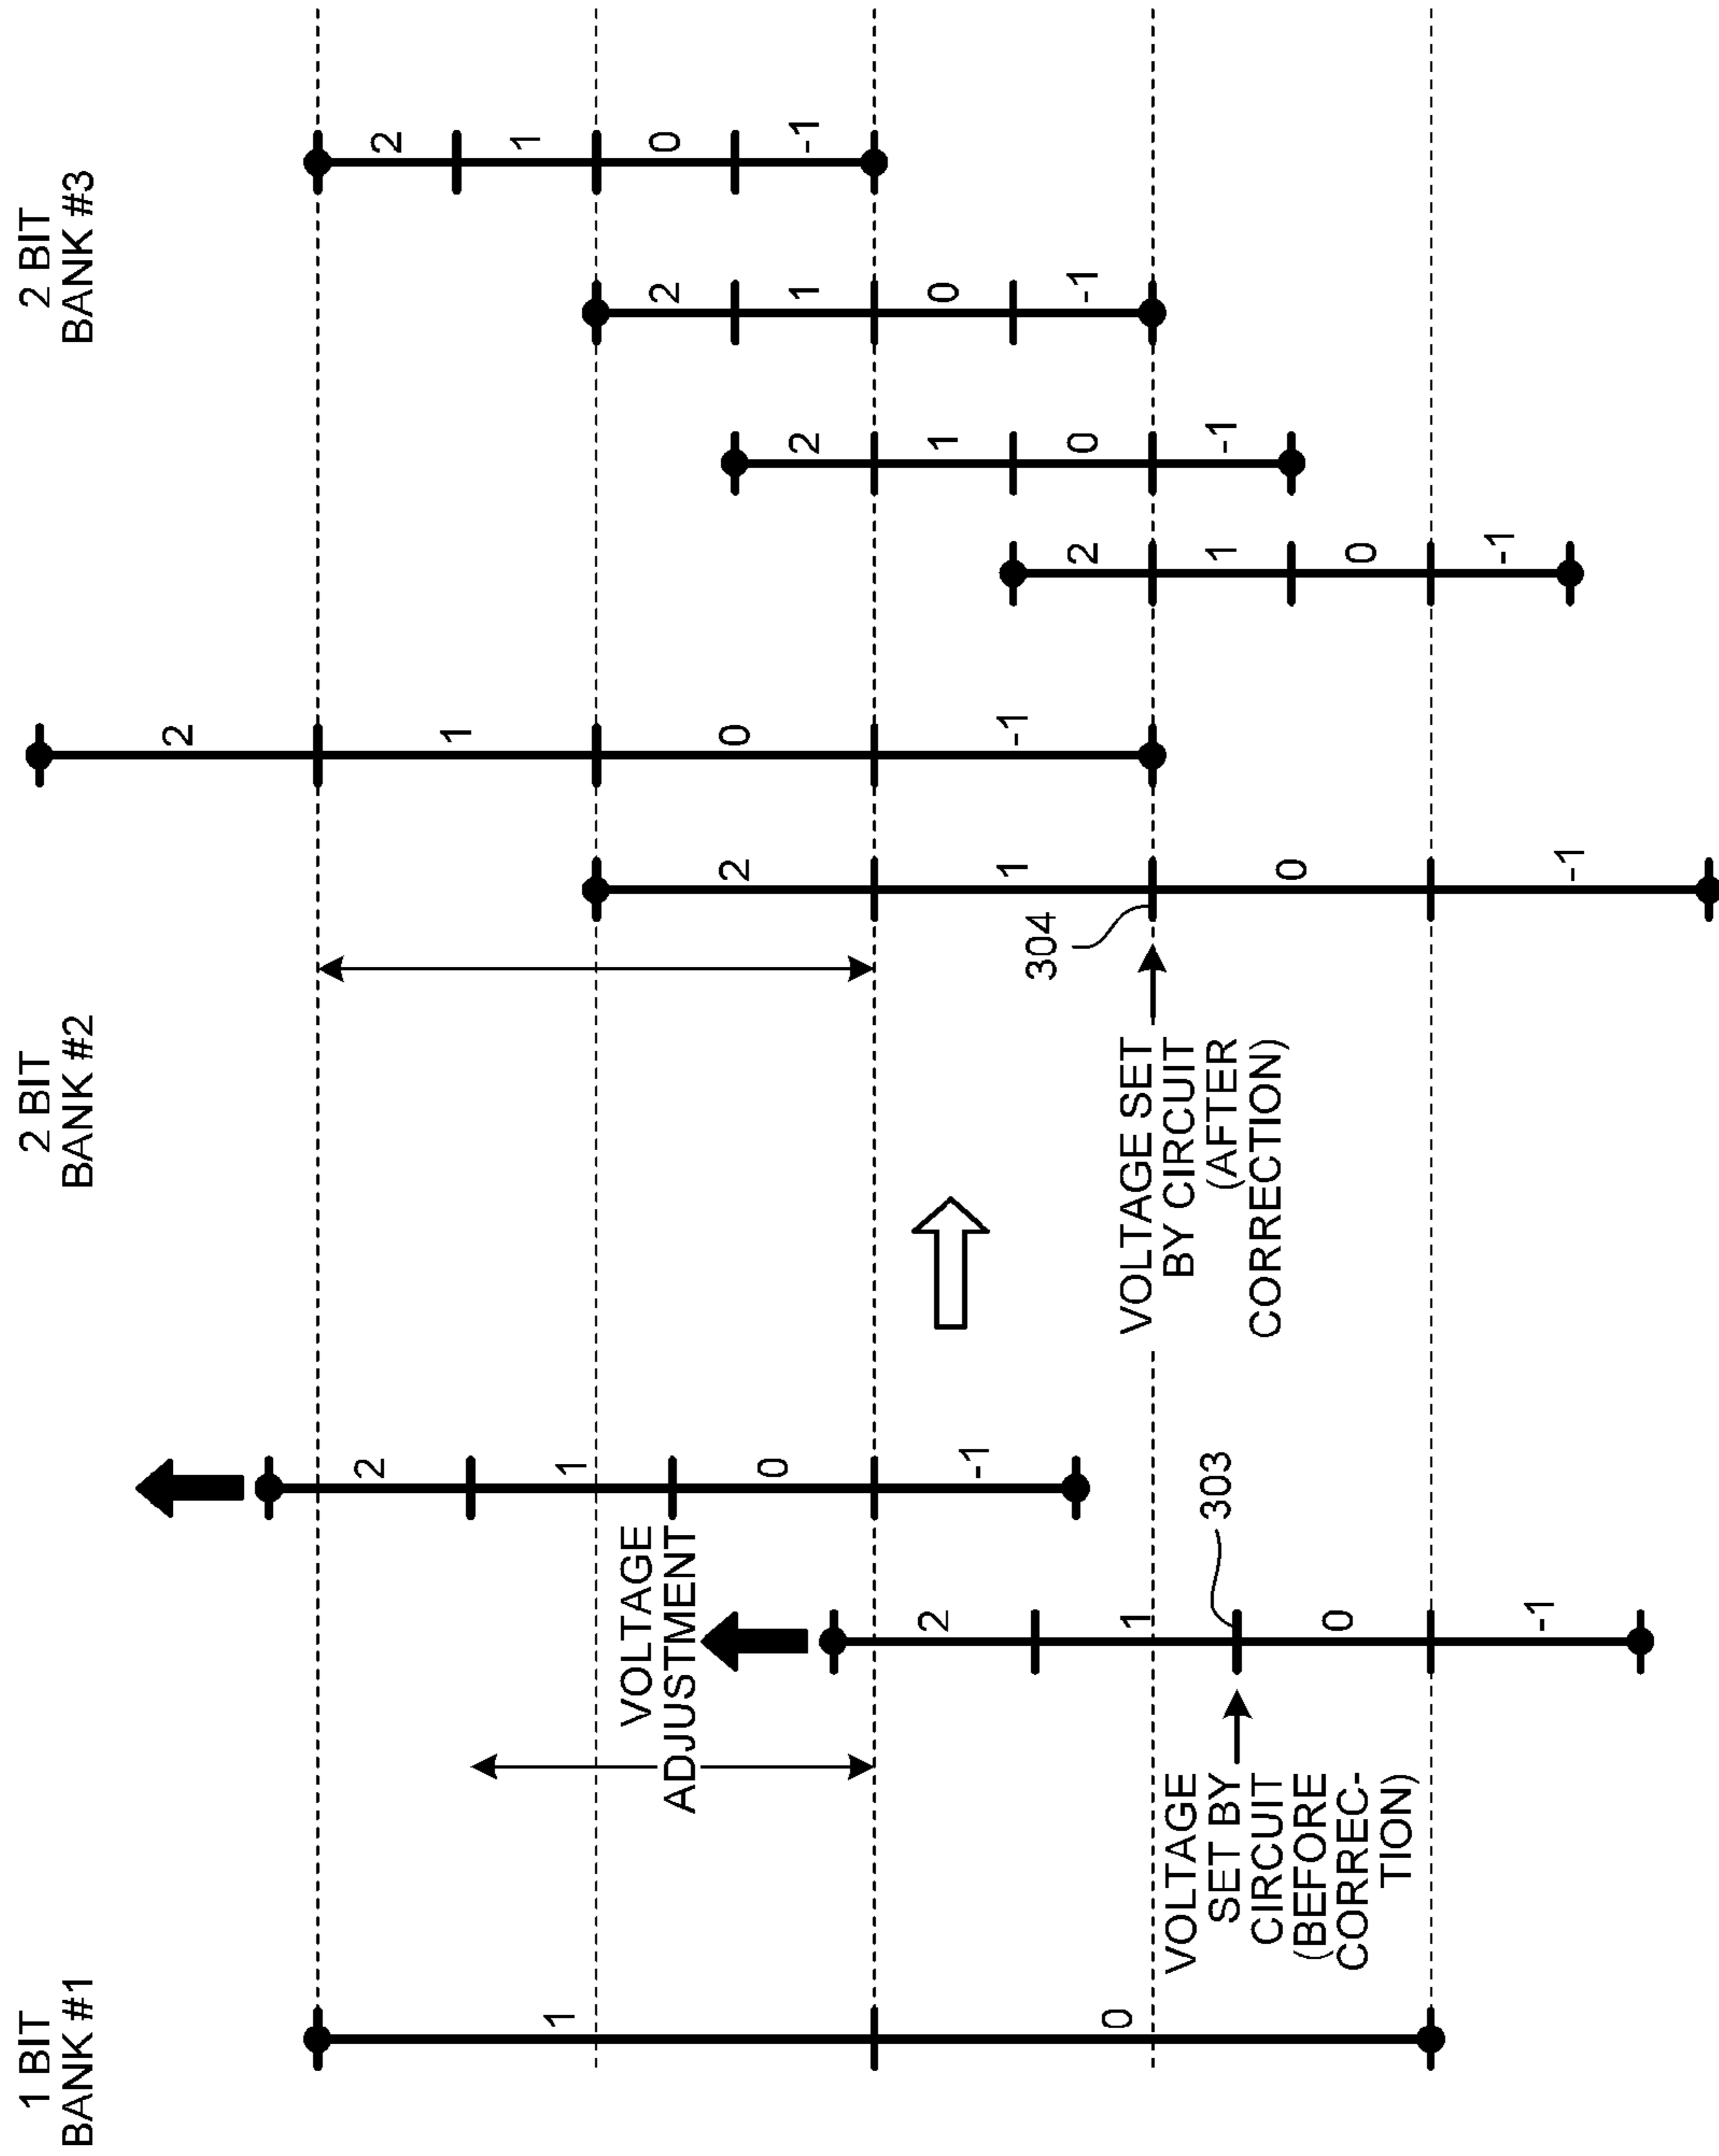 1 BIT
BANK #1
2 BIT
BANK #2
2 BIT
BANK #3
1
0
VOLTAGE
SET BY
CIRCUIT
(BEFORE
CORREC-
TION)
VOLTAGE
ADJUSTMENT
2
1
0
-1
303
2
1
0
-1
VOLTAGE SET
BY CIRCUIT
(AFTER
CORRECTION)
304
2
1
0
-1
2
1
0
-1
2
1
0
-1
2
1
0
-1
2
1
0
-1
2
1
0
-1